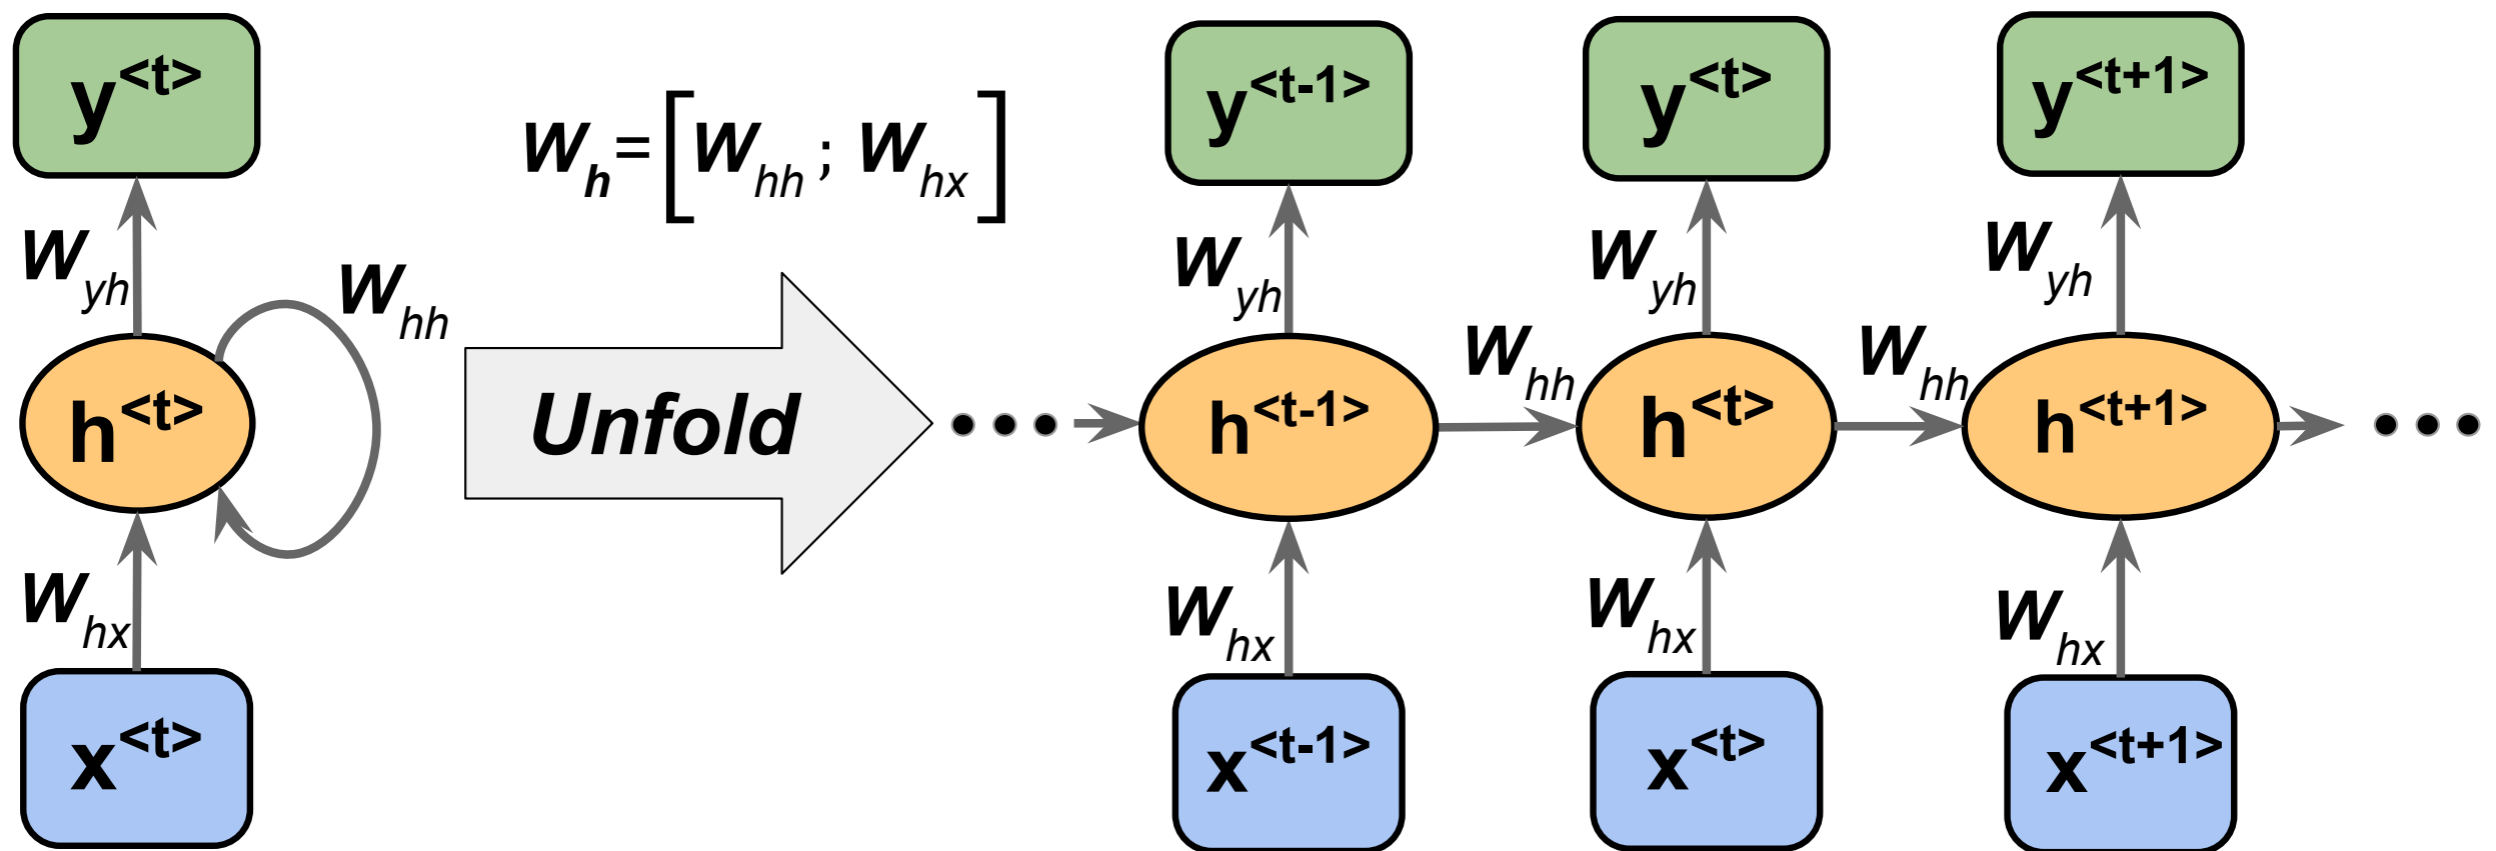 y<t>
y<t-1>
y<t>
y<t+1>
W_h=[W_hh ; W_hx]
W_yh
W_hh
W_yh
W_yh
W_yh
W_hh
W_hh
h<t>
Unfold
h<t-1>
h<t>
h<t+1>
W_hx
W_hx
W_hx
W_hx
x<t>
x<t-1>
x<t>
x<t+1>